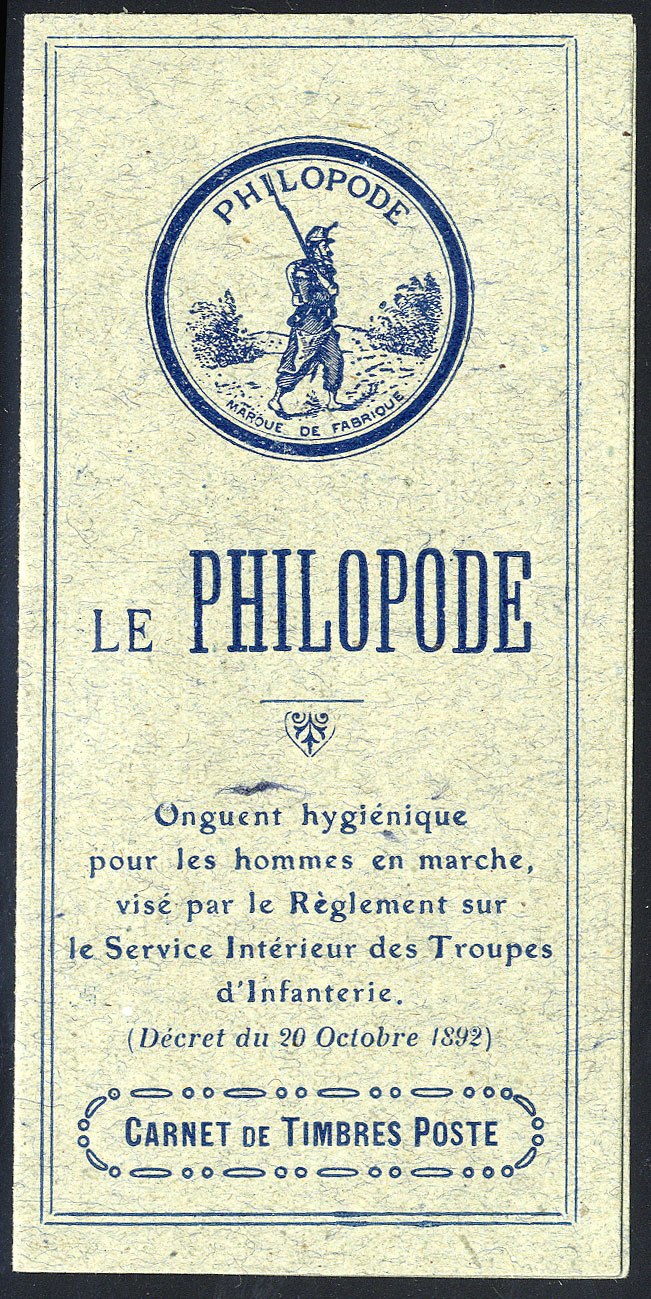 PHILOPODE
MARQUE DE FABRIQUE
LE PHILOPODE
Onguent hygiénique
pour les hommes en marche,
visé par le Règlement sur
le Service Intérieur des Troupes
d'Infanterie.
(Décret du 20 Octobre 1892)
CARNET DE TIMBRES POSTE